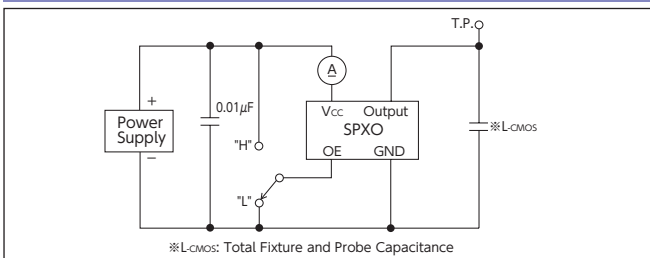 T.P.
A
+
Power
Supply
−
0.01μF
"H"
"L"
Vcc Output
SPXO
OE GND
※L-CMOS
※L-CMOS: Total Fixture and Probe Capacitance